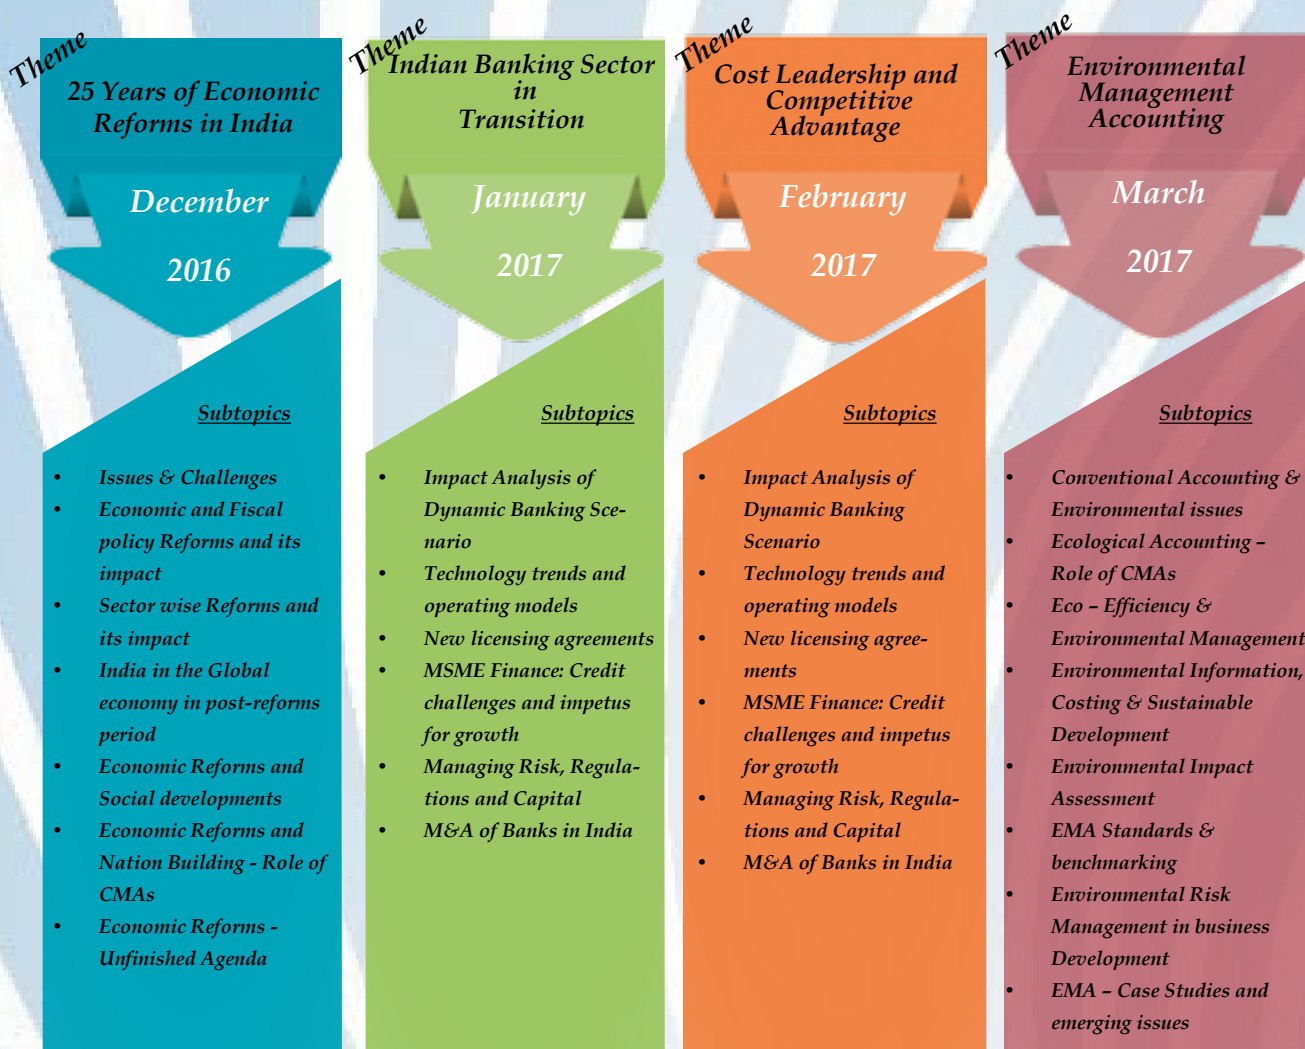 Theme
25 Years of Economic
Reforms in India
December
2016
Subtopics
• Issues & Challenges
• Economic and Fiscal
policy Reforms and its
impact
• Sector wise Reforms and
its impact
• India in the Global
economy in post-reforms
period
• Economic Reforms and
Social developments
• Economic Reforms and
Nation Building - Role of
CMAs
• Economic Reforms -
Unfinished Agenda
Theme
Indian Banking Sector
in
Transition
January
2017
Subtopics
• Impact Analysis of
Dynamic Banking Sce-
nario
• Technology trends and
operating models
• New licensing agreements
• MSME Finance: Credit
challenges and impetus
for growth
• Managing Risk, Regula-
tions and Capital
• M&A of Banks in India
Theme
Cost Leadership and
Competitive
Advantage
February
2017
Subtopics
• Impact Analysis of
Dynamic Banking
Scenario
• Technology trends and
operating models
• New licensing agree-
ments
• MSME Finance: Credit
challenges and impetus
for growth
• Managing Risk, Regula-
tions and Capital
• M&A of Banks in India
Theme
Environmental
Management
Accounting
March
2017
Subtopics
• Conventional Accounting &
Environmental issues
• Ecological Accounting –
Role of CMAs
• Eco – Efficiency &
Environmental Management
• Environmental Information,
Costing & Sustainable
Development
• Environmental Impact
Assessment
• EMA Standards &
benchmarking
• Environmental Risk
Management in business
Development
• EMA – Case Studies and
emerging issues